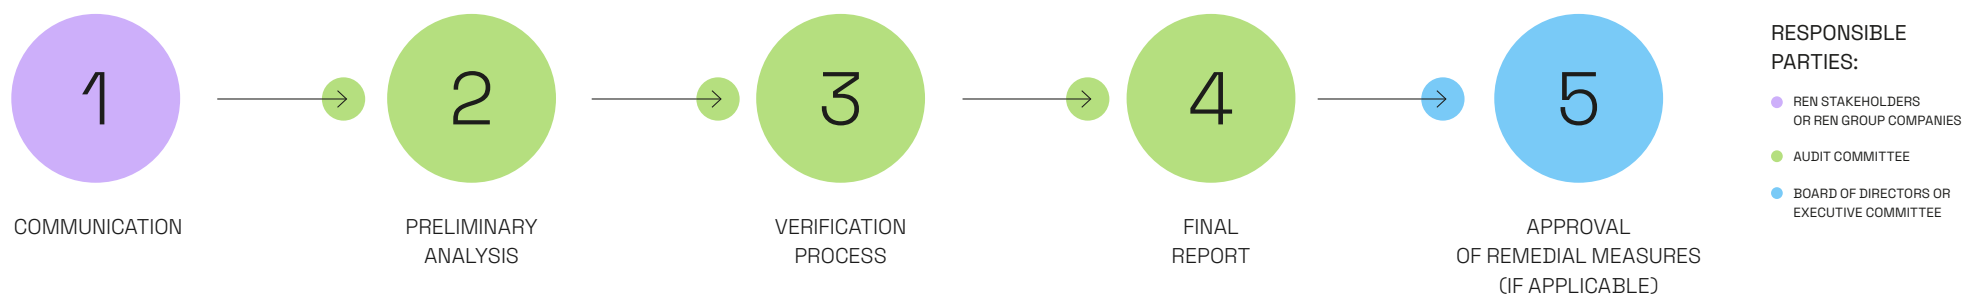 1
COMMUNICATION
2
PRELIMINARY
ANALYSIS
3
VERIFICATION
PROCESS
4
FINAL
REPORT
5
APPROVAL
OF REMEDIAL MEASURES
(IF APPLICABLE)
RESPONSIBLE
PARTIES:
REN STAKEHOLDERS
OR REN GROUP COMPANIES
AUDIT COMMITTEE
BOARD OF DIRECTORS OR
EXECUTIVE COMMITTEE